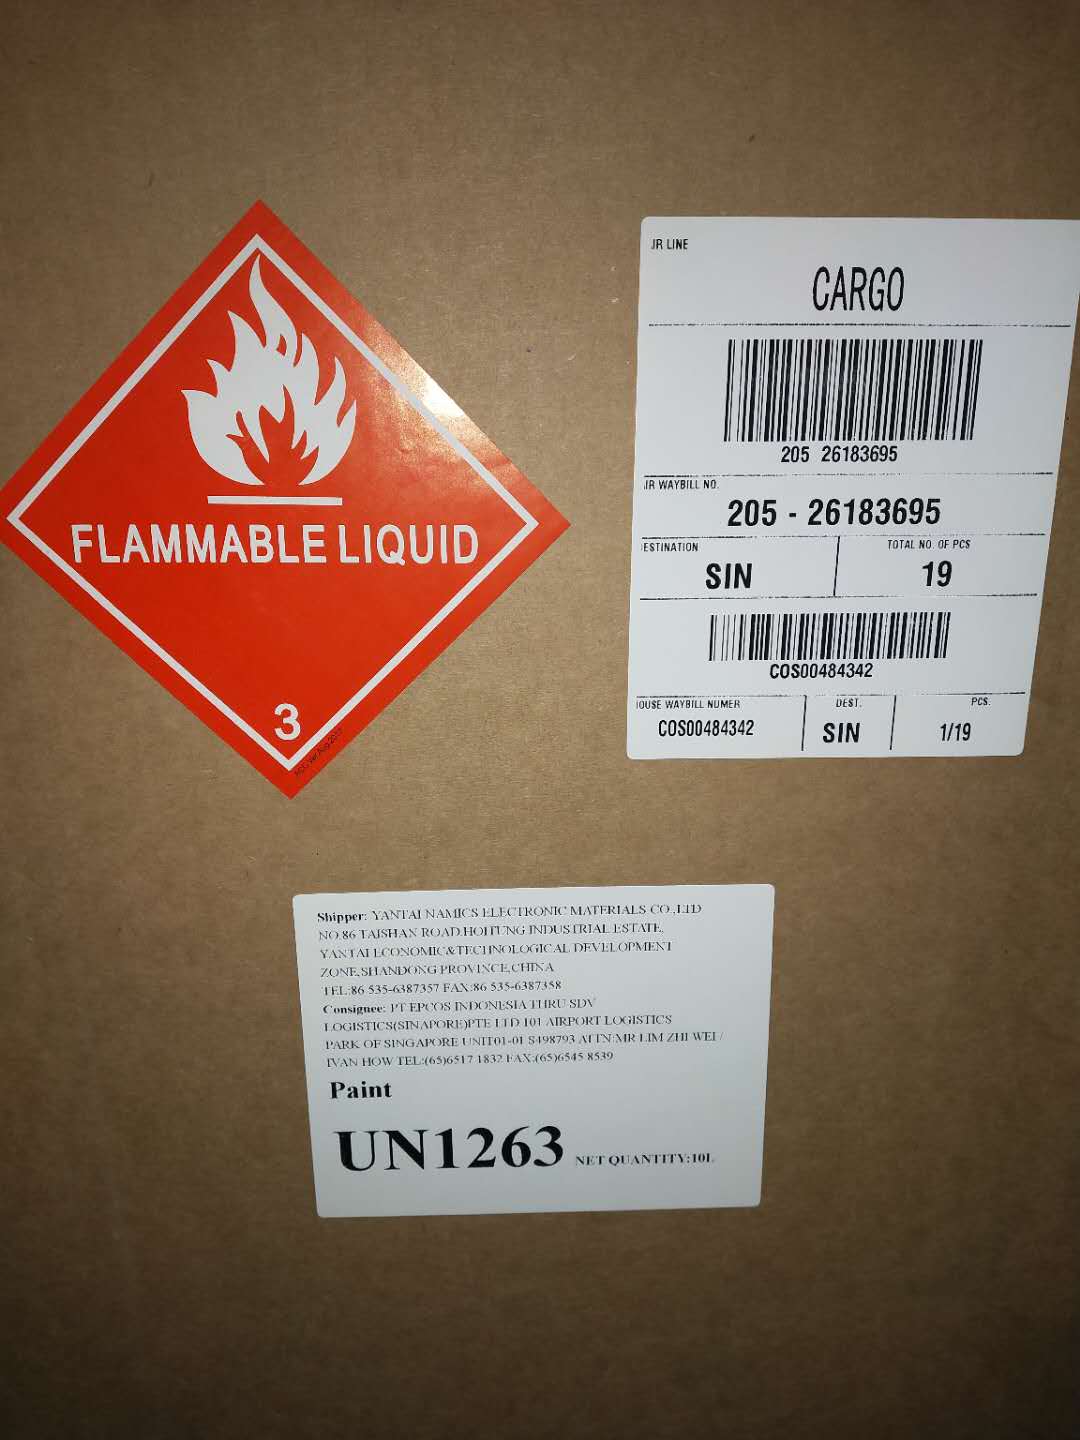 FLAMMABLE LIQUID
3
IR LINE
CARGO
205 26183695
IR WAYBILL NO.
205 - 26183695
ESTINATION
TOTAL NO. OF PCS
SIN
19
COS00484342
OUSE WAYBILL NUMER
DEST.
PCS.
COS00484342
SIN
1/19
Shipper: YANTAI NAMICS ELECTRONIC MATERIALS CO.,LTD
NO.86 TAISHAN ROAD.HOITUNG INDUSTRIAL ESTATE,
YANTAI ECONOMIC&TECHNOLOGICAL DEVELOPMENT
ZONE,SHANDONG PROVINCE,CHINA
TEL:86 535-6387357 FAX:86 535-6387358
Consignee: PT EPCOS INDONESIA THRU SDV
LOGISTICS(SINAPORE)PTE LTD 101 AIRPORT LOGISTICS
PARK OF SINGAPORE UNIT01-01 S498793 ATTN:MR LIM ZHI WEI /
IVAN HOW TEL:(65)6517 1832 FAX:(65)6545 8539
Paint
UN1263 NET QUANTITY:10L